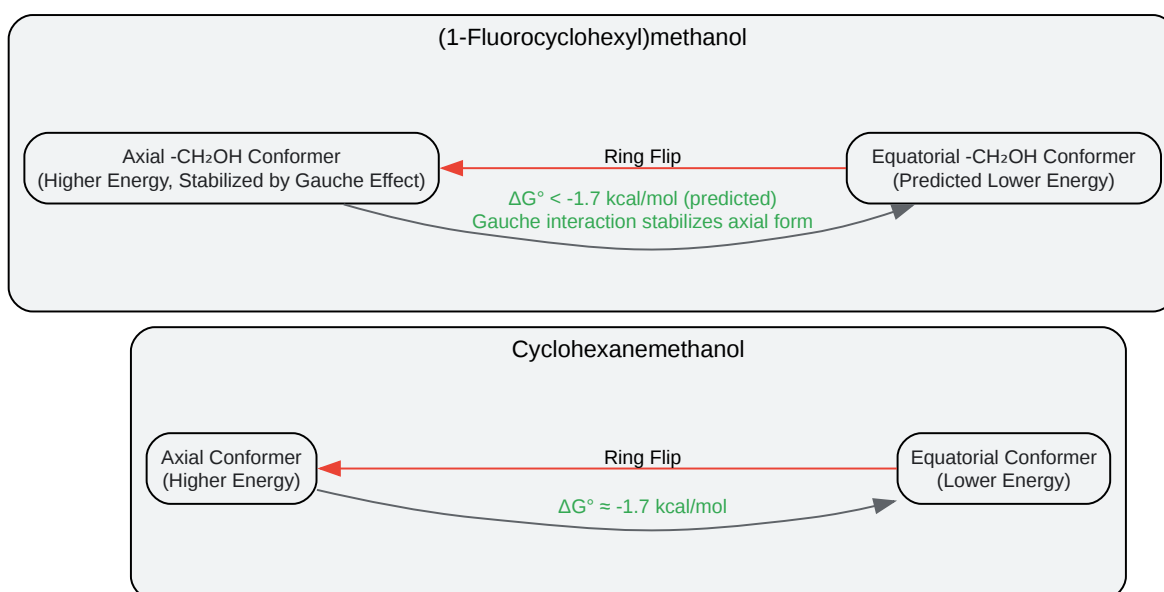 (1-Fluorocyclohexyl)methanol
Axial -CH₂OH Conformer
(Higher Energy, Stabilized by Gauche Effect)
Ring Flip
Equatorial -CH₂OH Conformer
(Predicted Lower Energy)
ΔG° < -1.7 kcal/mol (predicted)
Gauche interaction stabilizes axial form
Cyclohexanemethanol
Axial Conformer
(Higher Energy)
Ring Flip
Equatorial Conformer
(Lower Energy)
ΔG° ≈ -1.7 kcal/mol